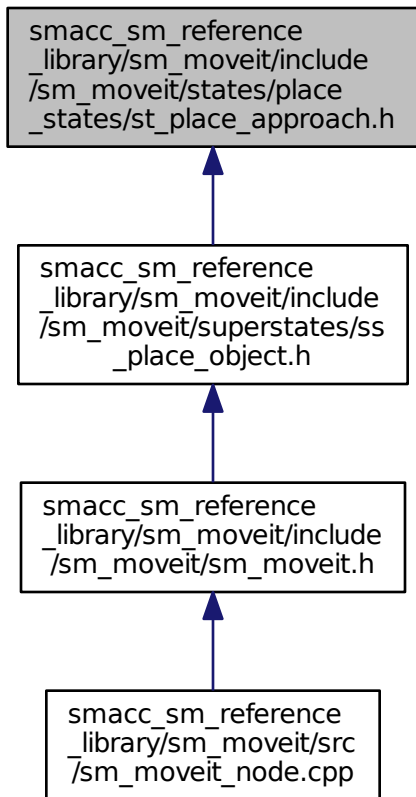 smacc_sm_reference
_library/sm_moveit/include
/sm_moveit/states/place
_states/st_place_approach.h
smacc_sm_reference
_library/sm_moveit/include
/sm_moveit/superstates/ss
_place_object.h
smacc_sm_reference
_library/sm_moveit/include
/sm_moveit/sm_moveit.h
smacc_sm_reference
_library/sm_moveit/src
/sm_moveit_node.cpp